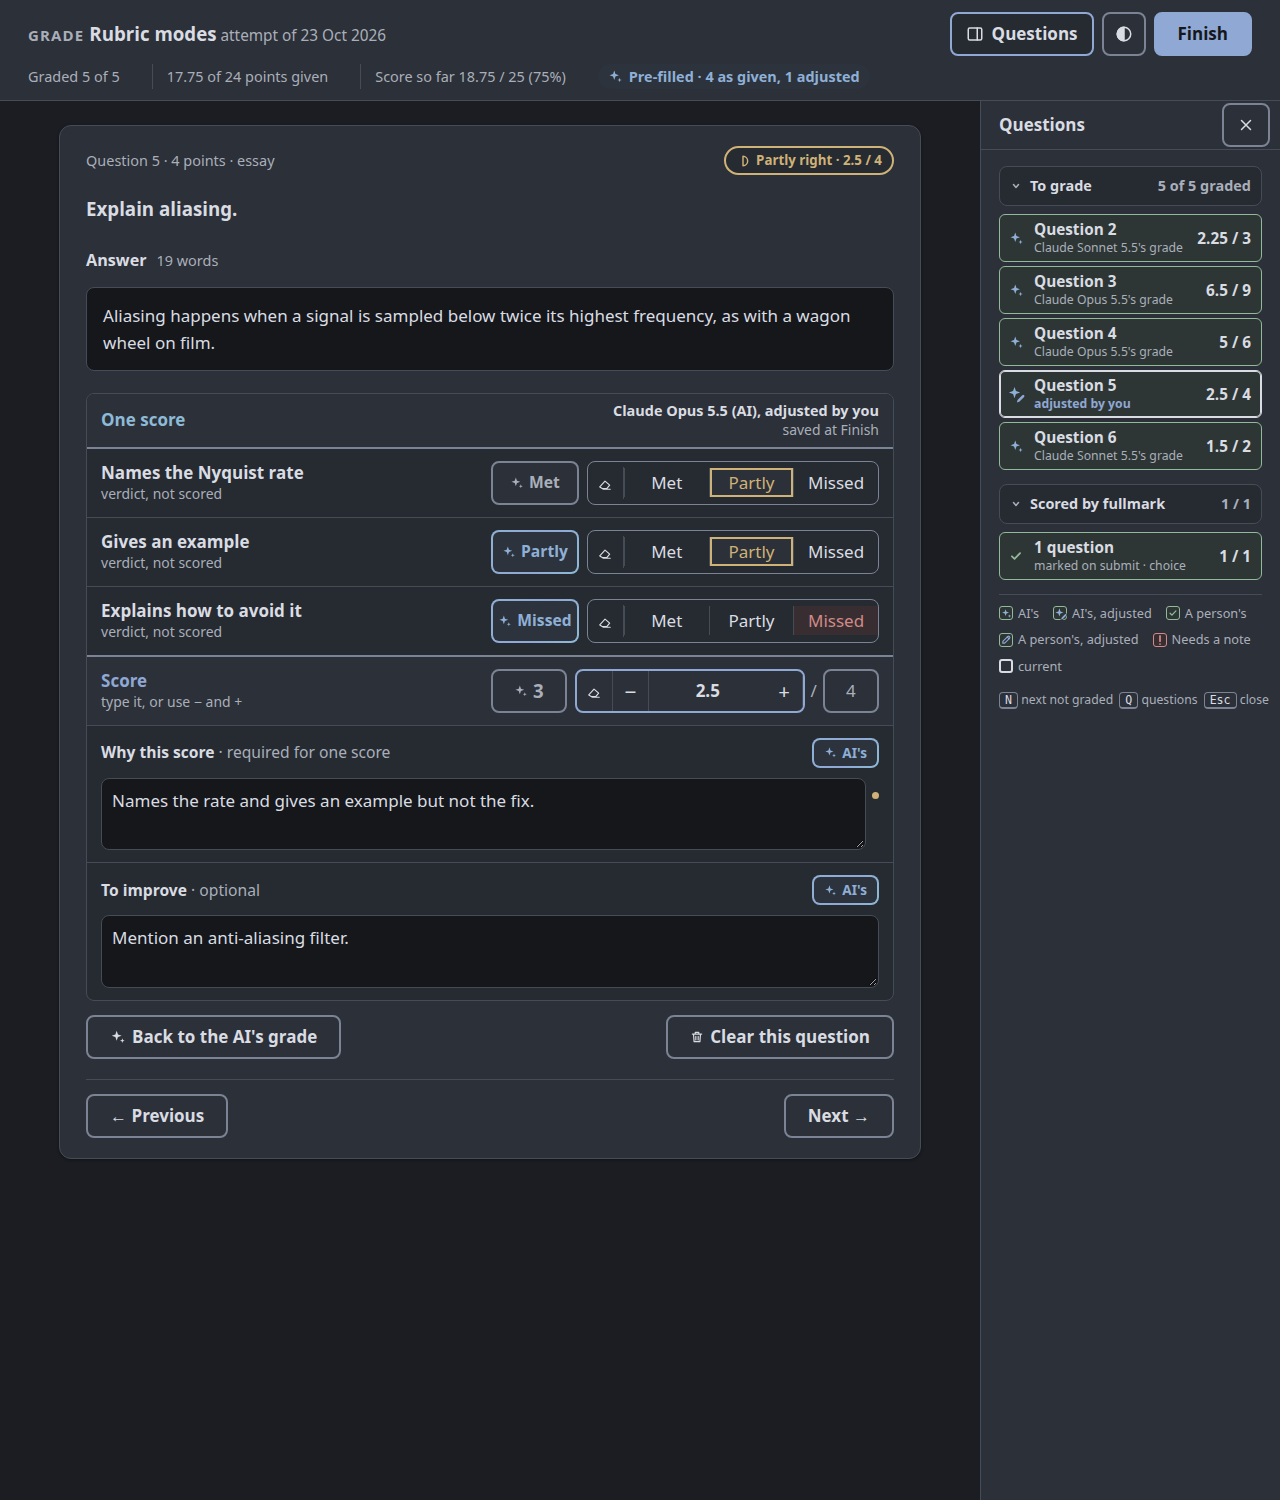 GRADE Rubric modes attempt of 23 Oct 2026
Questions
Finish
Graded 5 of 5
17.75 of 24 points given
Score so far 18.75 / 25 (75%)
Pre-filled · 4 as given, 1 adjusted
Question 5 · 4 points · essay
Partly right · 2.5 / 4
Explain aliasing.
Answer 19 words
Aliasing happens when a signal is sampled below twice its highest frequency, as with a wagon
wheel on film.
One score
Claude Opus 5.5 (AI), adjusted by you
saved at Finish
Names the Nyquist rate
verdict, not scored
Met
Met Partly Missed
Gives an example
verdict, not scored
Partly
Met Partly Missed
Explains how to avoid it
verdict, not scored
Missed
Met Partly Missed
Score
type it, or use – and +
3
− 2.5 + / 4
Why this score · required for one score
AI's
Names the rate and gives an example but not the fix.
To improve · optional
AI's
Mention an anti-aliasing filter.
Back to the AI's grade
Clear this question
← Previous
Next →
Questions
To grade 5 of 5 graded
Question 2
Claude Sonnet 5.5's grade
2.25 / 3
Question 3
Claude Opus 5.5's grade
6.5 / 9
Question 4
Claude Opus 5.5's grade
5 / 6
Question 5
adjusted by you
2.5 / 4
Question 6
Claude Sonnet 5.5's grade
1.5 / 2
Scored by fullmark 1 / 1
1 question
marked on submit · choice
1 / 1
AI's AI's, adjusted A person's
A person's, adjusted Needs a note
current
N next not graded Q questions Esc close